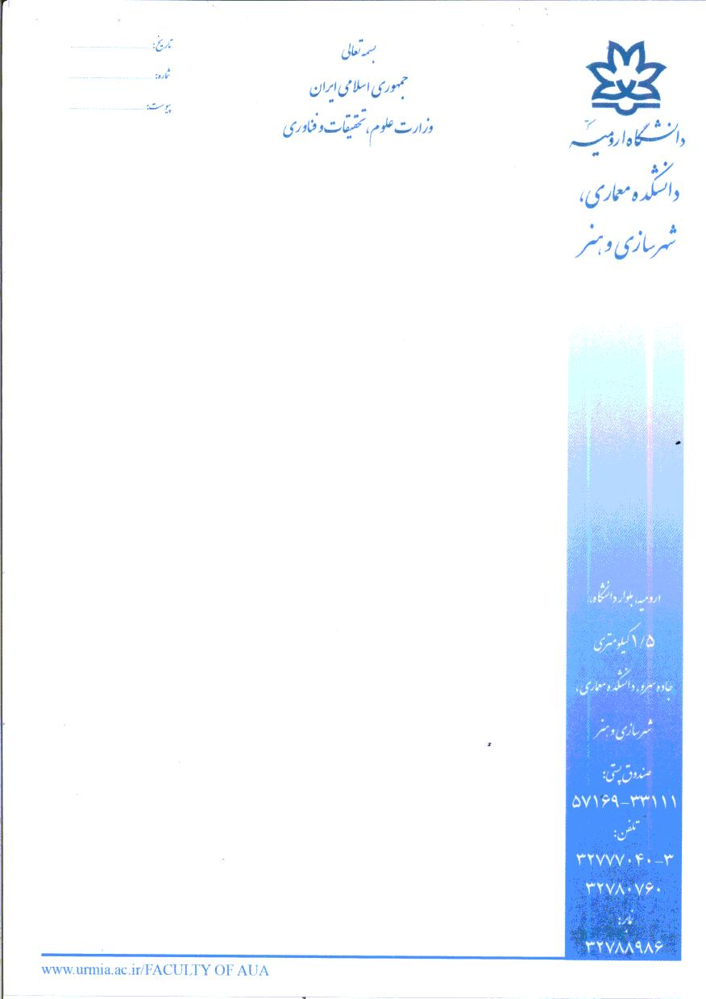 بسمه تعالی
جمهوری اسلامی ایران
وزارت علوم، تحقیقات و فناوری
تاریخ:
شماره:
پیوست:
دانشگاه ارومیه
دانشکده معماری،
شهرسازی و هنر
ارومیه، بلوار دانشگاه،
۱/۵ کیلومتری
جاده سرو، دانشکده معماری،
شهرسازی و هنر
صندوق پستی:
۵۷۱۶۹-۳۳۱۱۱
تلفن:
۳۲۷۷۷۰۴۰-۳
۳۲۷۸۰۷۶۰
نمابر:
۳۲۷۸۸۹۸۶
www.urmia.ac.ir/FACULTY OF AUA